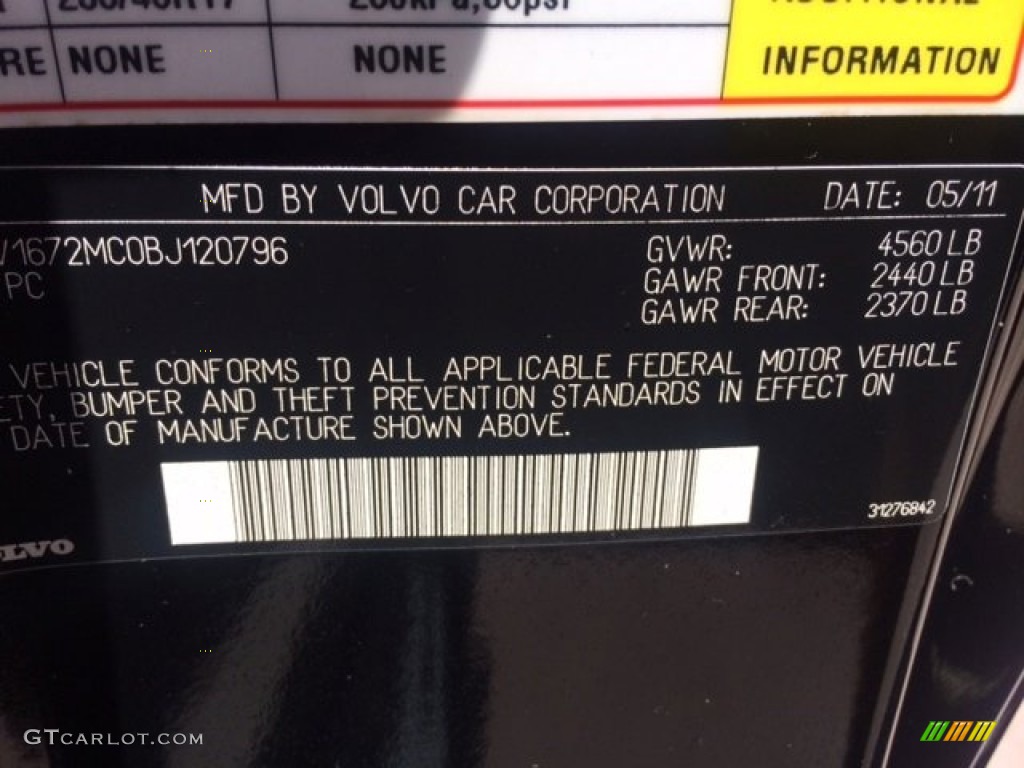 ADDITIONAL
RE NONE NONE INFORMATION
MFD BY VOLVO CAR CORPORATION DATE: 05/11
1672MC0BJ120796 GVWR: 4560 LB
PC GAWR FRONT: 2440 LB
GAWR REAR: 2370 LB
VEHICLE CONFORMS TO ALL APPLICABLE FEDERAL MOTOR VEHICLE
ETY, BUMPER AND THEFT PREVENTION STANDARDS IN EFFECT ON
DATE OF MANUFACTURE SHOWN ABOVE.
31276842
OLVO
GTCARLOT.COM